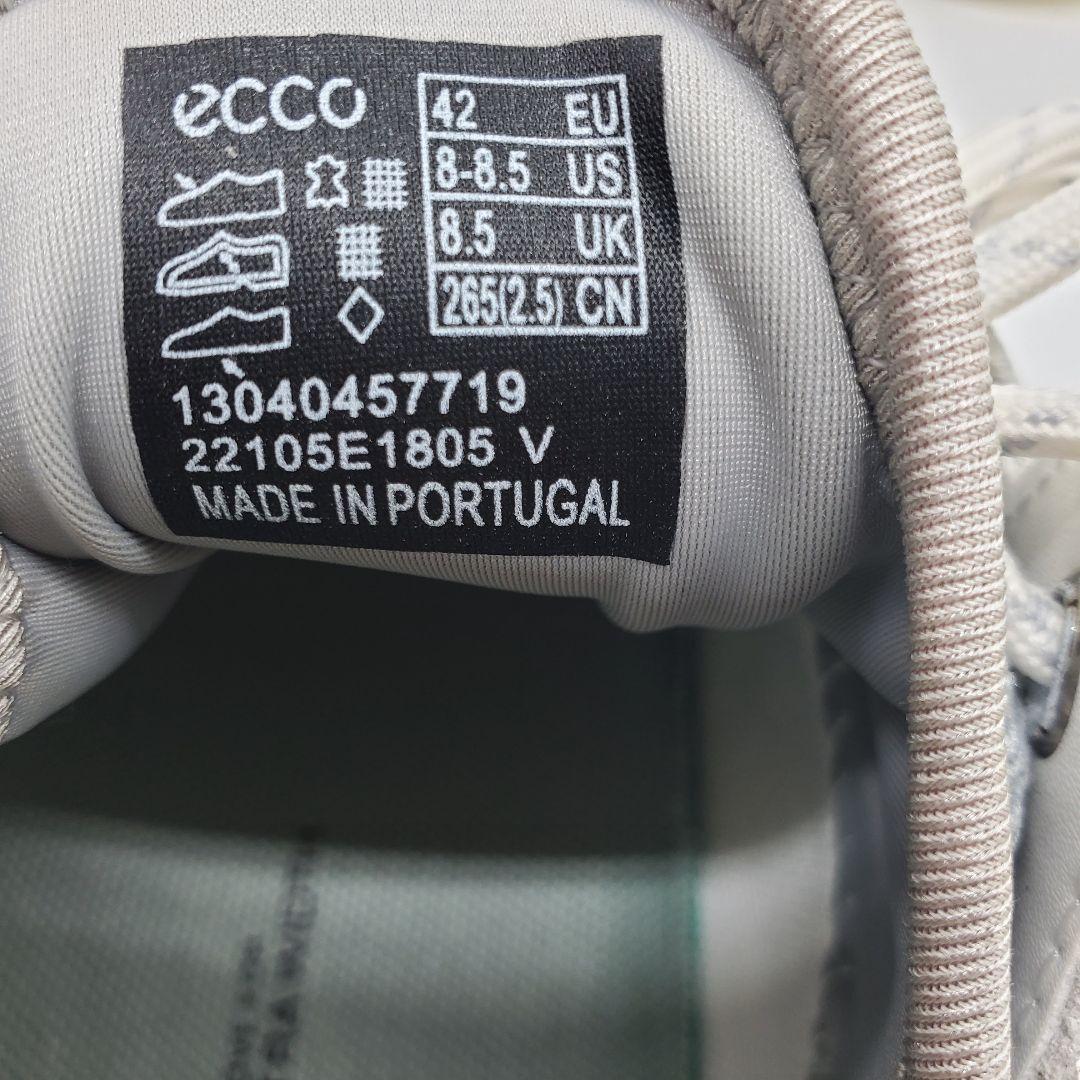 ecco
42 EU
8-8.5 US
8.5 UK
265(2.5) CN
13040457719
22105E1805 V
MADE IN PORTUGAL